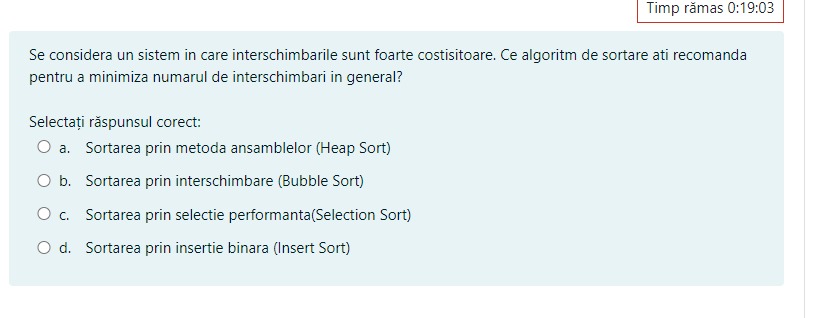 Timp rămas 0:19:03
Se considera un sistem in care interschimbarile sunt foarte costisitoare. Ce algoritm de sortare ati recomanda
pentru a minimiza numarul de interschimbari in general?
Selectați răspunsul corect:
a. Sortarea prin metoda ansamblelor (Heap Sort)
b. Sortarea prin interschimbare (Bubble Sort)
c. Sortarea prin selectie performanta(Selection Sort)
d. Sortarea prin insertie binara (Insert Sort)